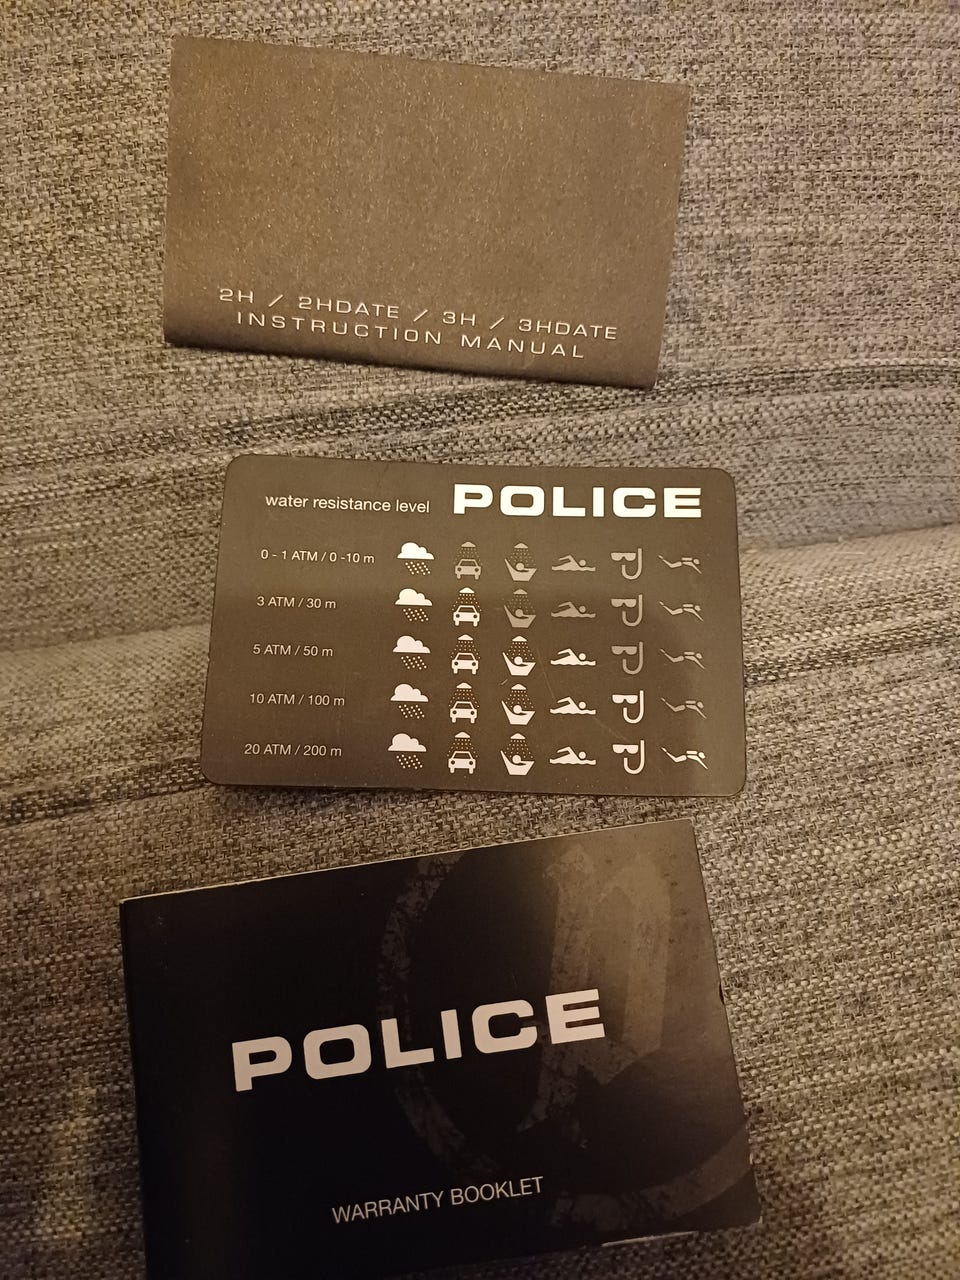 2H / 2HDATE / 3H / 3HDATE
INSTRUCTION MANUAL
water resistance level POLICE
0 - 1 ATM / 0 -10 m
3 ATM / 30 m
5 ATM / 50 m
10 ATM / 100 m
20 ATM / 200 m
POLICE
WARRANTY BOOKLET